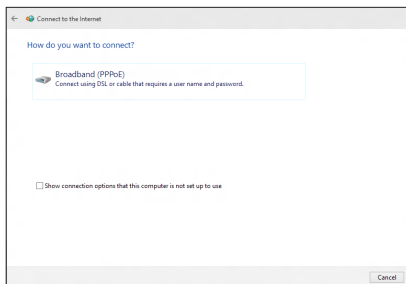 Connect to the Internet
How do you want to connect?
Broadband (PPPoE)
Connect using DSL or cable that requires a user name and password.
Show connection options that this computer is not set up to use
Cancel